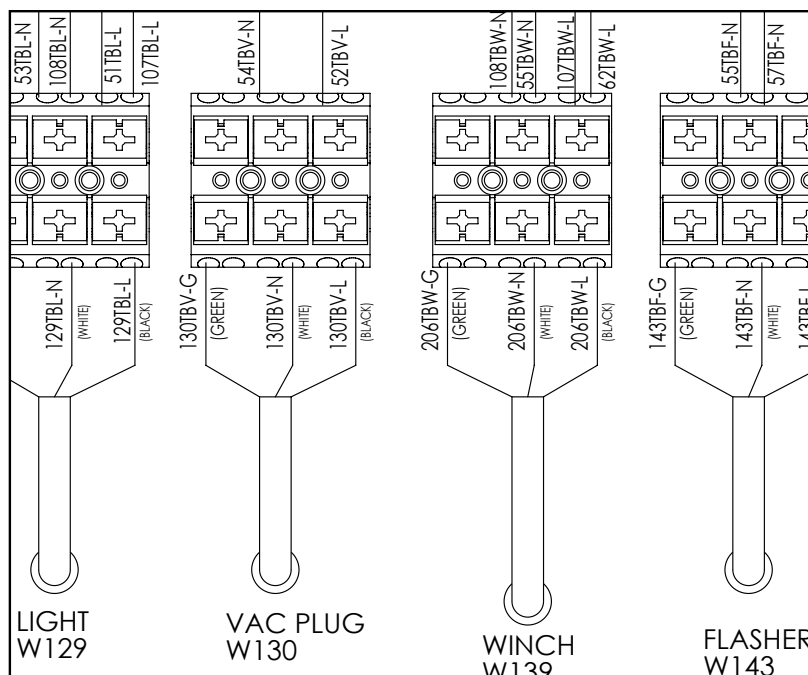 53TBL-N
108TBL-N
51TBL-L
107TBL-L
54TBV-N
52TBV-L
108TBW-N
55TBW-N
107TBW-L
62TBW-L
55TBF-N
57TBF-N
129TBL-N
(WHITE)
129TBL-L
(BLACK)
130TBV-G
(GREEN)
130TBV-N
(WHITE)
130TBV-L
(BLACK)
206TBW-G
(GREEN)
206TBW-N
(WHITE)
206TBW-L
(BLACK)
143TBF-G
(GREEN)
143TBF-N
(WHITE)
143TBF-L
LIGHT
W129
VAC PLUG
W130
WINCH
W139
FLASHER
W143